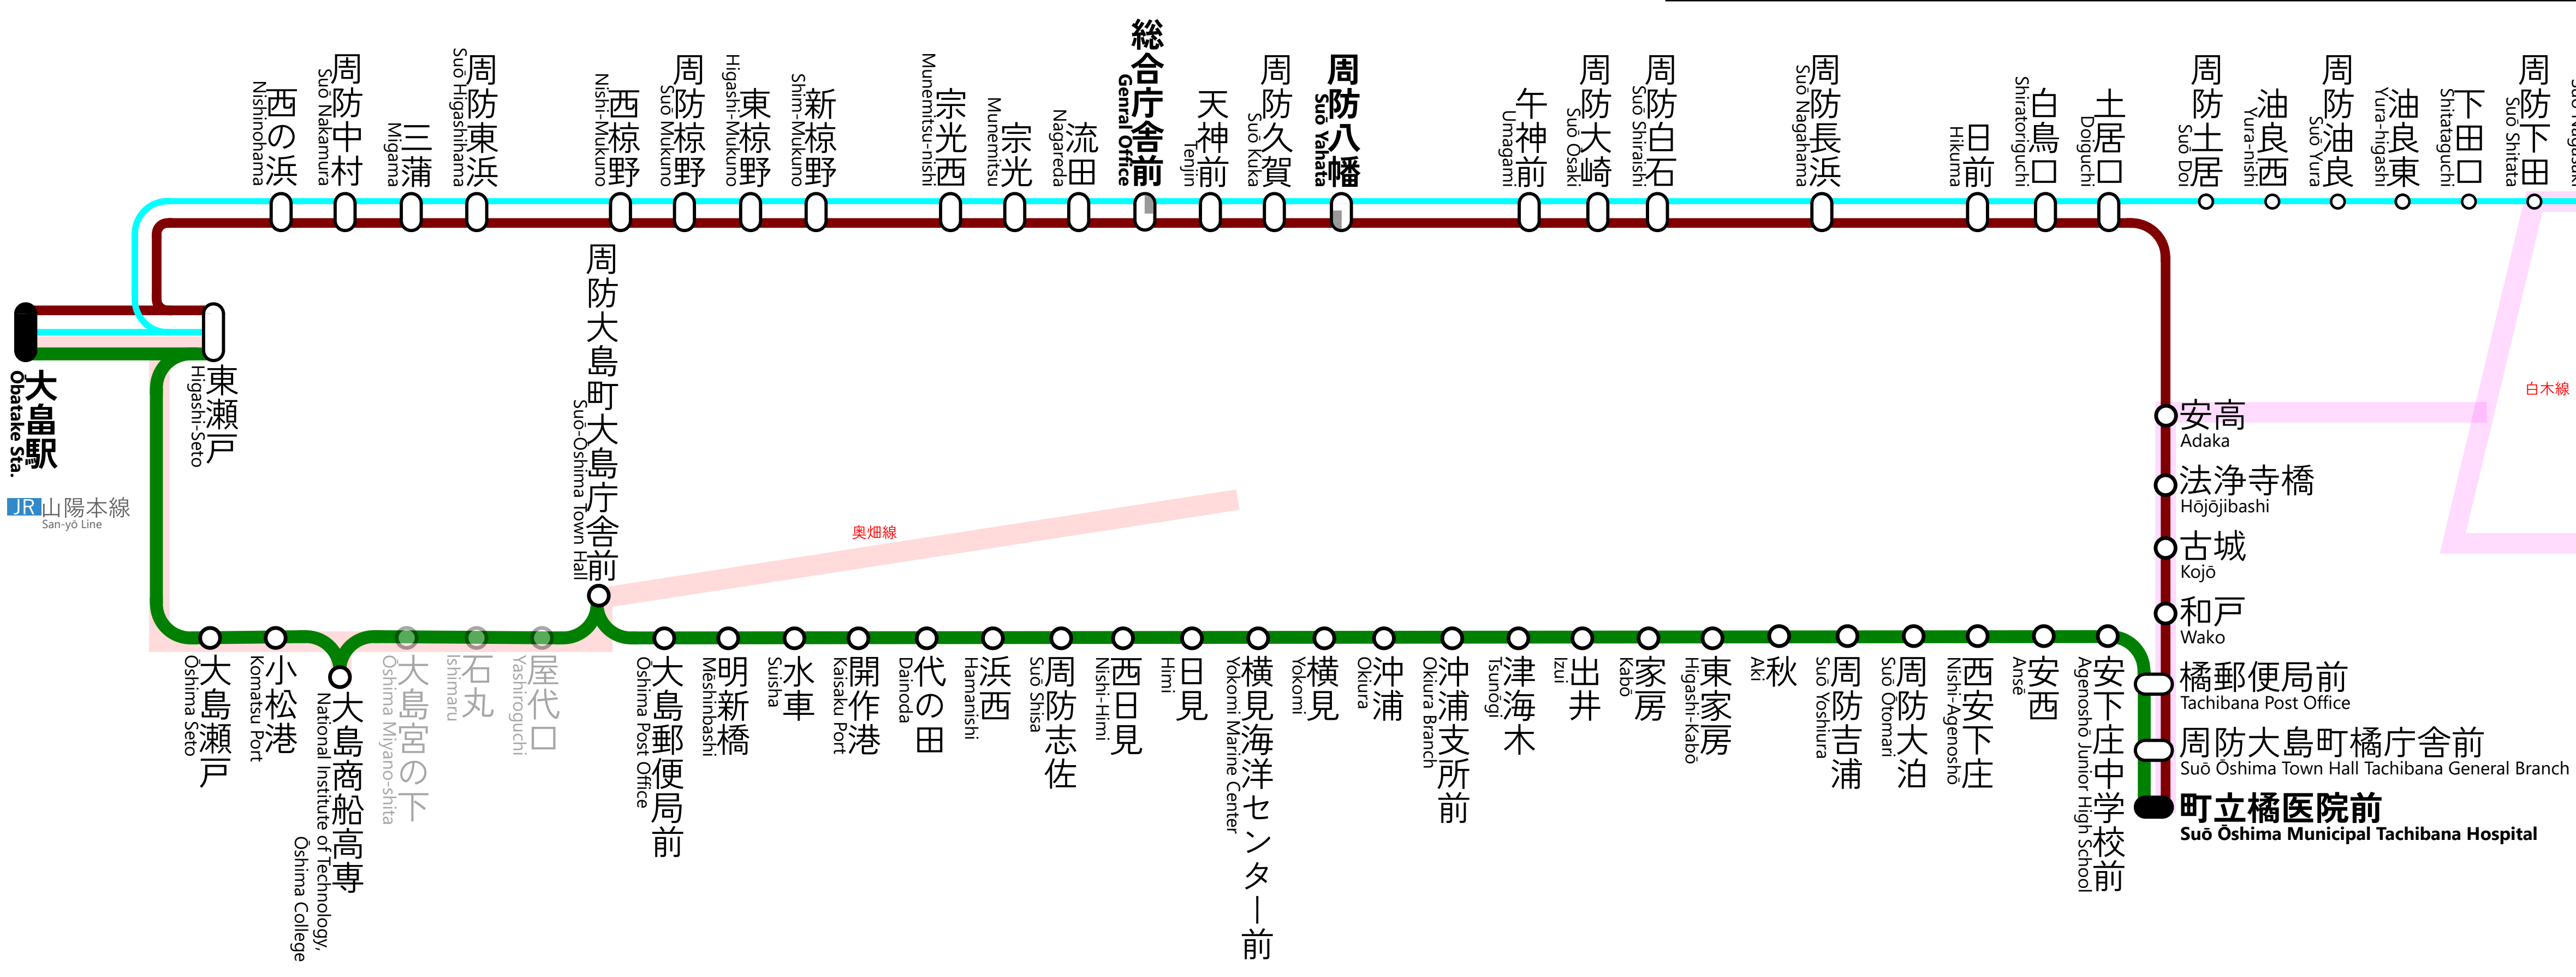 西の浜
Nishinohama
周防中村
Suō Nakamura
三蒲
Migama
周防東浜
Suō Higashihama
西椋野
Nishi-Mukuno
周防椋野
Suō Mukuno
東椋野
Higashi-Mukuno
新椋野
Shim-Mukuno
宗光西
Munemitsu-nishi
宗光
Munemitsu
流田
Nagareda
総合庁舎前
Genral Office
天神前
Tenjin
周防久賀
Suō Kuka
周防八幡
Suō Yahata
午神前
Umagami
周防大崎
Suō Ōsaki
周防白石
Suō Shiraishi
周防長浜
Suō Nagahama
日前
Hikuma
白鳥口
Shiratoriguchi
土居口
Doiguchi
周防土居
Suō Doi
油良西
Yura-nishi
周防油良
Suō Yura
油良東
Yura-higashi
下田口
Shitataguchi
周防下田
Suō Shitata
大畠駅
Ōbatake Sta.
JR山陽本線
San-yō Line
東瀬戸
Higashi-Seto
周防大島町大島庁舎前
Suō-Ōshima Town Hall
奥畑線
白木線
安高
Adaka
法浄寺橋
Hōjōjibashi
古城
Kojō
和戸
Wako
橘郵便局前
Tachibana Post Office
周防大島町橘庁舎前
Suō Ōshima Town Hall Tachibana General Branch
町立橘医院前
Suō Ōshima Municipal Tachibana Hospital
大島瀬戸
Ōshima Seto
小松港
Komatsu Port
大島商船高専
National Institute of Technology,
Ōshima College
大島宮の下
Ōshima Miyano-shita
石丸
Ishimaru
屋代口
Yashiroguchi
大島郵便局前
Ōshima Post Office
明新橋
Mēshinbashi
水車
Suisha
開作港
Kaisaku Port
代の田
Dainoda
浜西
Hamanishi
周防志佐
Suō Shisa
西日見
Nishi-Himi
日見
Himi
横見海洋センター前
Yokomi Marine Center
横見
Yokomi
沖浦
Okiura
沖浦支所前
Okiura Branch
津海木
Tsunōgi
出井
Izui
家房
Kabō
東家房
Higashi-Kabō
秋
Aki
周防吉浦
Suō Yoshiura
周防大泊
Suō Otomari
西安下庄
Nishi-Agenoshō
安西
Ansē
安下庄中学校前
Agenoshō Junior High School